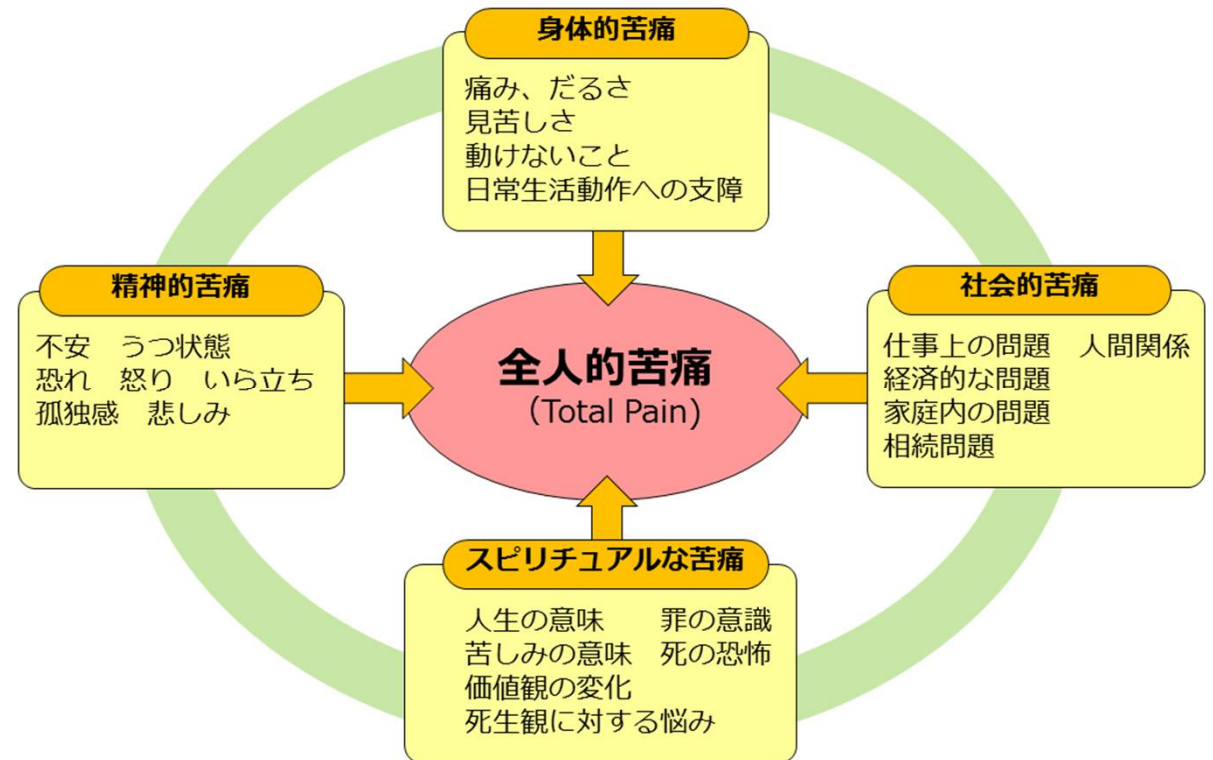 身体的苦痛
痛み、だるさ
見苦しさ
動けないこと
日常生活動作への支障
精神的苦痛
不安　うつ状態
恐れ　怒り　いら立ち
孤独感　悲しみ
全人的苦痛
(Total Pain)
社会的苦痛
仕事上の問題　人間関係
経済的な問題
家庭内の問題
相続問題
スピリチュアルな苦痛
人生の意味　罪の意識
苦しみの意味　死の恐怖
価値観の変化
死生観に対する悩み